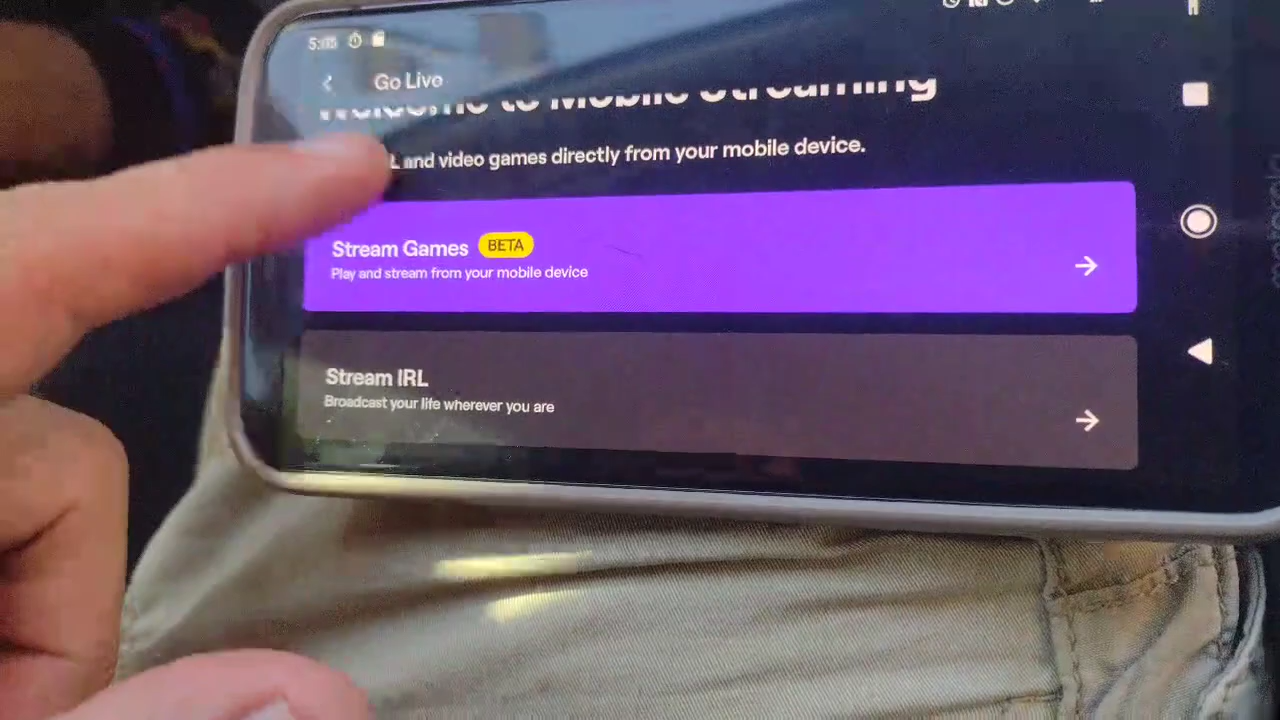 Go Live
Welcome to Mobile Streaming
L and video games directly from your mobile device.
Stream Games BETA
Play and stream from your mobile device
Stream IRL
Broadcast your life wherever you are